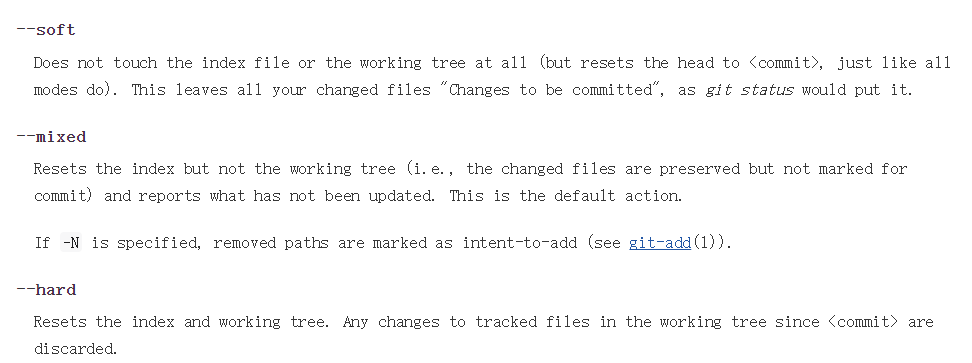 --soft
Does not touch the index file or the working tree at all (but resets the head to <commit>, just like all
modes do). This leaves all your changed files "Changes to be committed", as git status would put it.
--mixed
Resets the index but not the working tree (i.e., the changed files are preserved but not marked for
commit) and reports what has not been updated. This is the default action.
If -N is specified, removed paths are marked as intent-to-add (see git-add(1)).
--hard
Resets the index and working tree. Any changes to tracked files in the working tree since <commit> are
discarded.